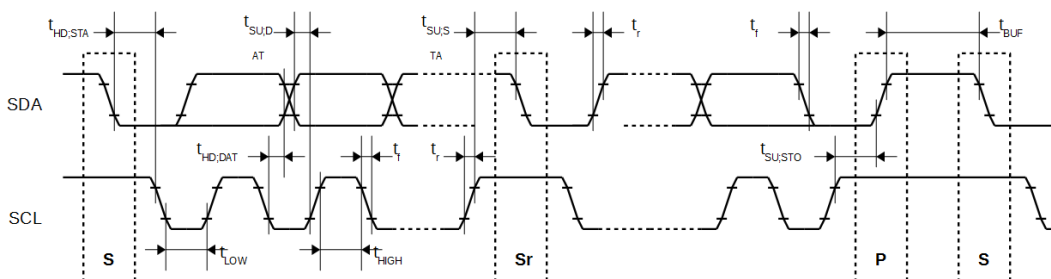 tHD;STA
tSU;D
AT
tSU;S
TA
tr
tf
tBUF
SDA
tHD;DAT
tf
tr
tSU;STO
SCL
S
tLOW
tHIGH
Sr
P
S